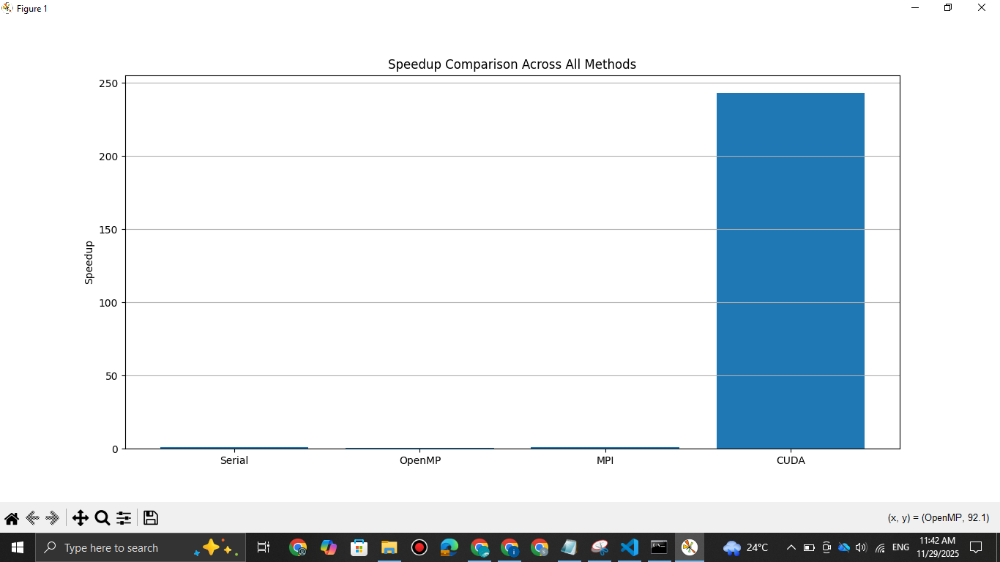 Figure 1
Speedup Comparison Across All Methods
250
200
150
100
50
0
Speedup
Serial OpenMP MPI CUDA
(x, y) = (OpenMP, 92.1)
Type here to search
24°C
ENG
11:42 AM
11/29/2025